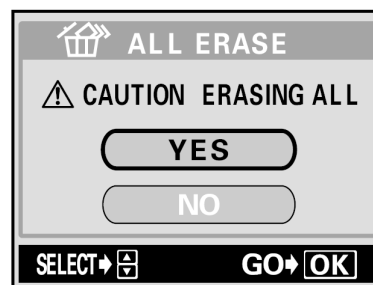 ALL ERASE
CAUTION ERASING ALL
YES
NO
SELECT GO OK